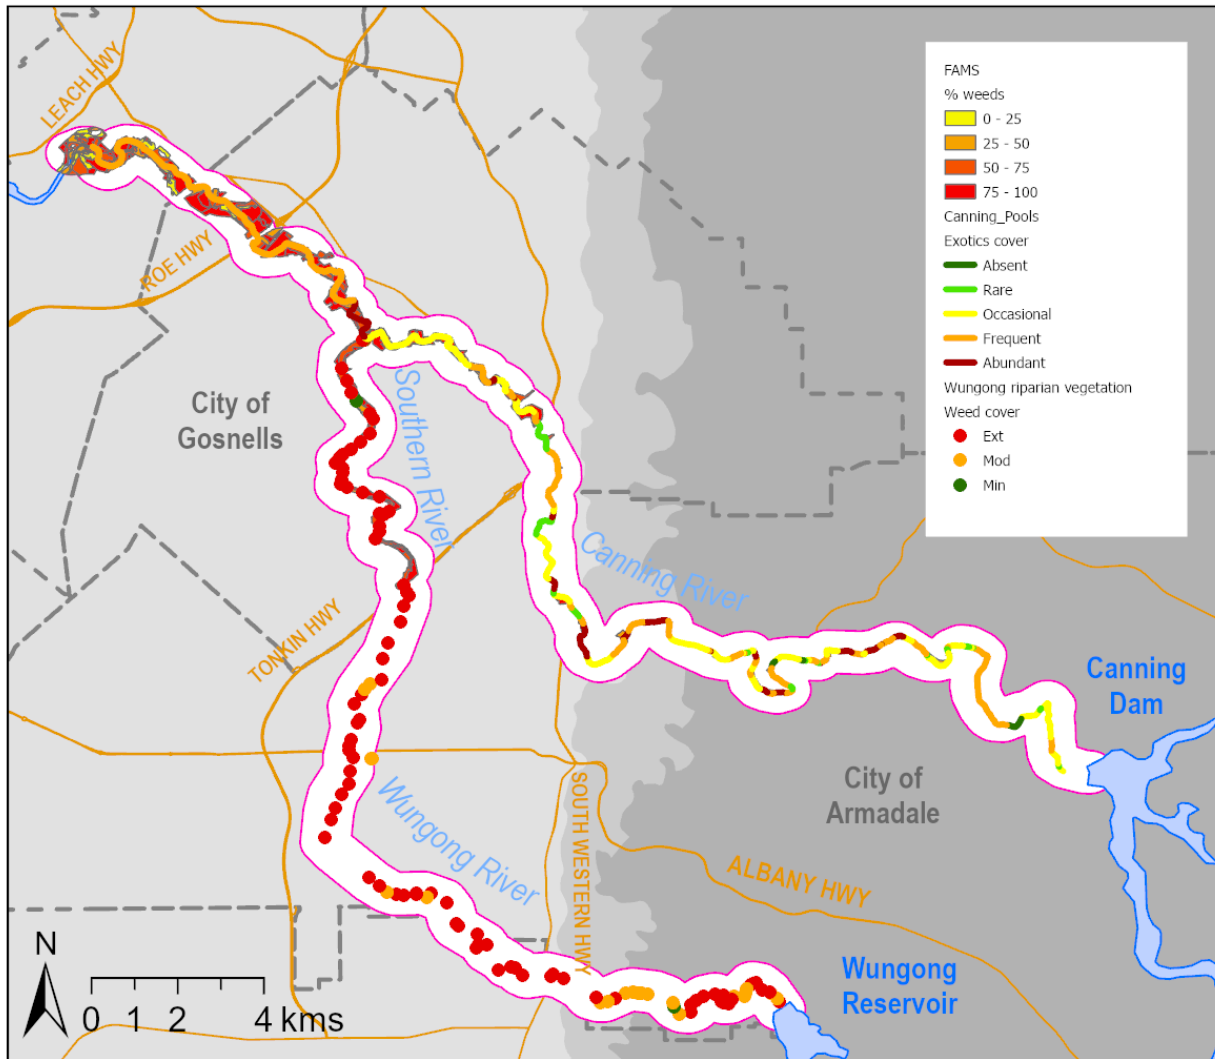 LEACH HWY
FAMS
% weeds
0 - 25
25 - 50
50 - 75
75 - 100
Canning_Pools
Exotics cover
Absent
Rare
Occasional
Frequent
Abundant
Wungong riparian vegetation
Weed cover
Ext
Mod
Min
ROE HWY
City of
Gosnells
Southern River
Canning River
TONKIN HWY
Canning
Dam
City of
Armadale
Wungong River
SOUTH WESTERN HWY
ALBANY HWY
Wungong
Reservoir
N
0 1 2 4 kms